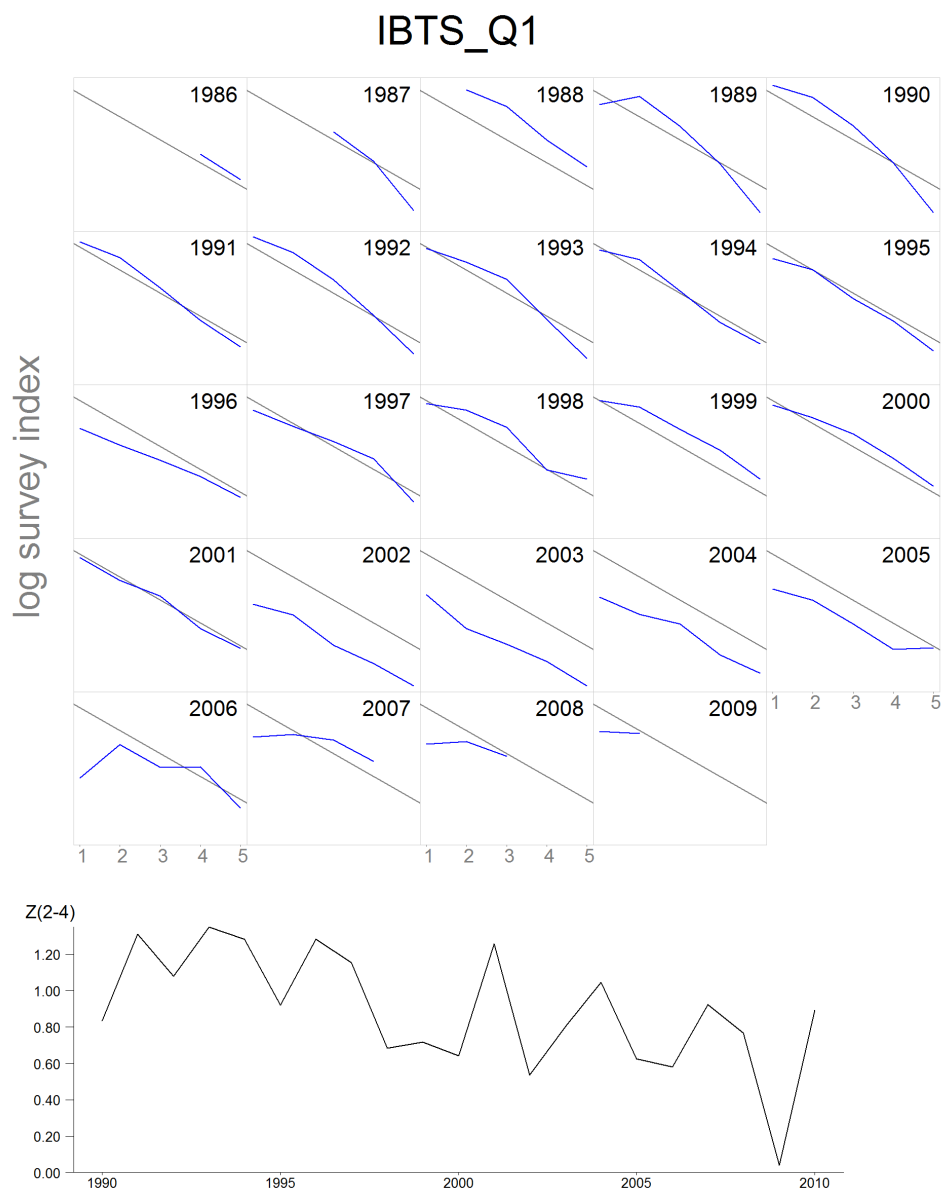 IBTS_Q1
1986 1987 1988 1989 1990
1991 1992 1993 1994 1995
log survey index
1996 1997 1998 1999 2000
2001 2002 2003 2004 2005
1 2 3 4 5
2006 2007 2008 2009
1 2 3 4 5 1 2 3 4 5
Z(2-4)
1.20
1.00
0.80
0.60
0.40
0.20
0.00
1990 1995 2000 2005 2010